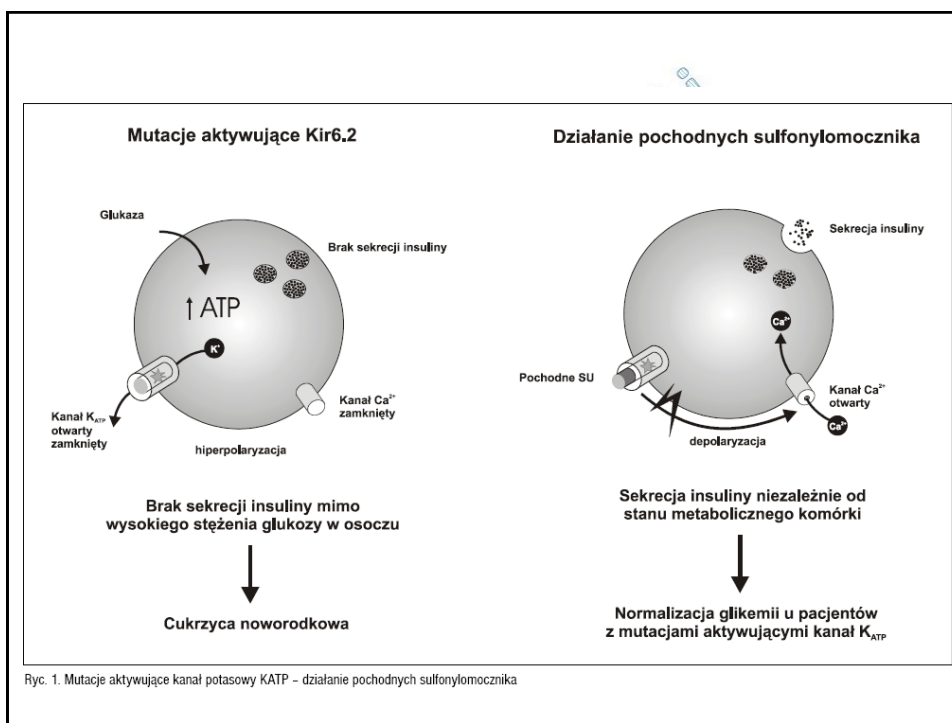 Mutacje aktywujące Kir6.2
Glukaza
Brak sekrecji insuliny
↑ ATP
K⁺
Kanał K_ATP
otwarty
zamknięty
Kanał Ca²⁺
zamknięty
hiperpolaryzacja
Brak sekrecji insuliny mimo
wysokiego stężenia glukozy w osoczu
Cukrzyca noworodkowa
Działanie pochodnych sulfonylomocznika
Sekrecja insuliny
Ca²⁺
Pochodne SU
Kanał Ca²⁺
otwarty
Ca²⁺
depolaryzacja
Sekrecja insuliny niezależnie od
stanu metabolicznego komórki
Normalizacja glikemii u pacjentów
z mutacjami aktywującymi kanał K_ATP
Ryc. 1. Mutacje aktywujące kanał potasowy KATP – działanie pochodnych sulfonylomocznika